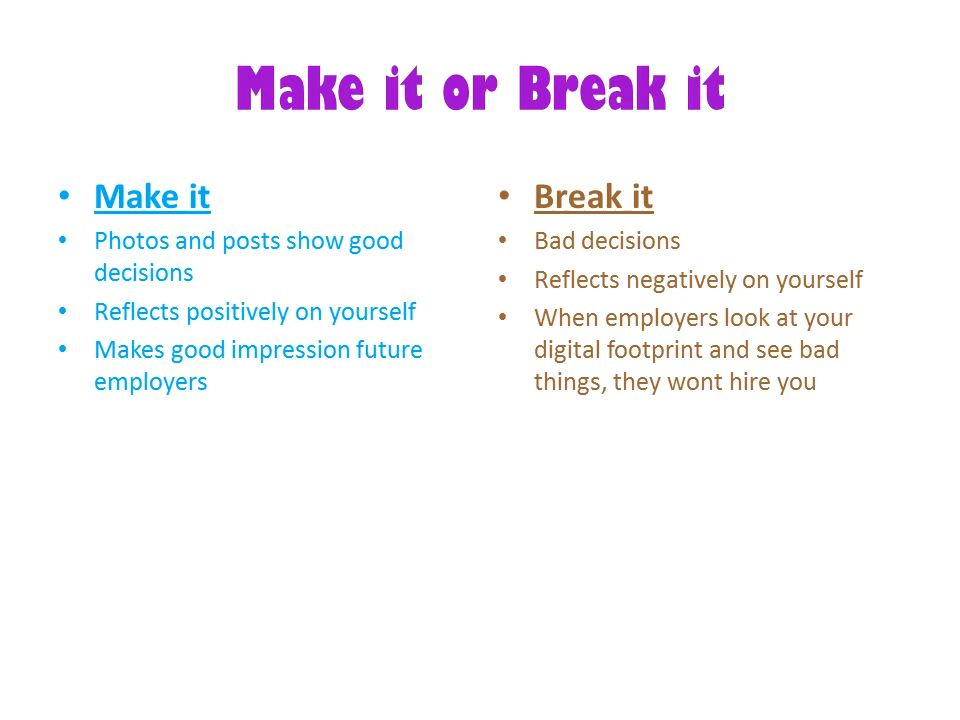 Make it or Break it
• Make it
• Photos and posts show good
decisions
• Reflects positively on yourself
• Makes good impression future
employers
• Break it
• Bad decisions
• Reflects negatively on yourself
• When employers look at your
digital footprint and see bad
things, they wont hire you